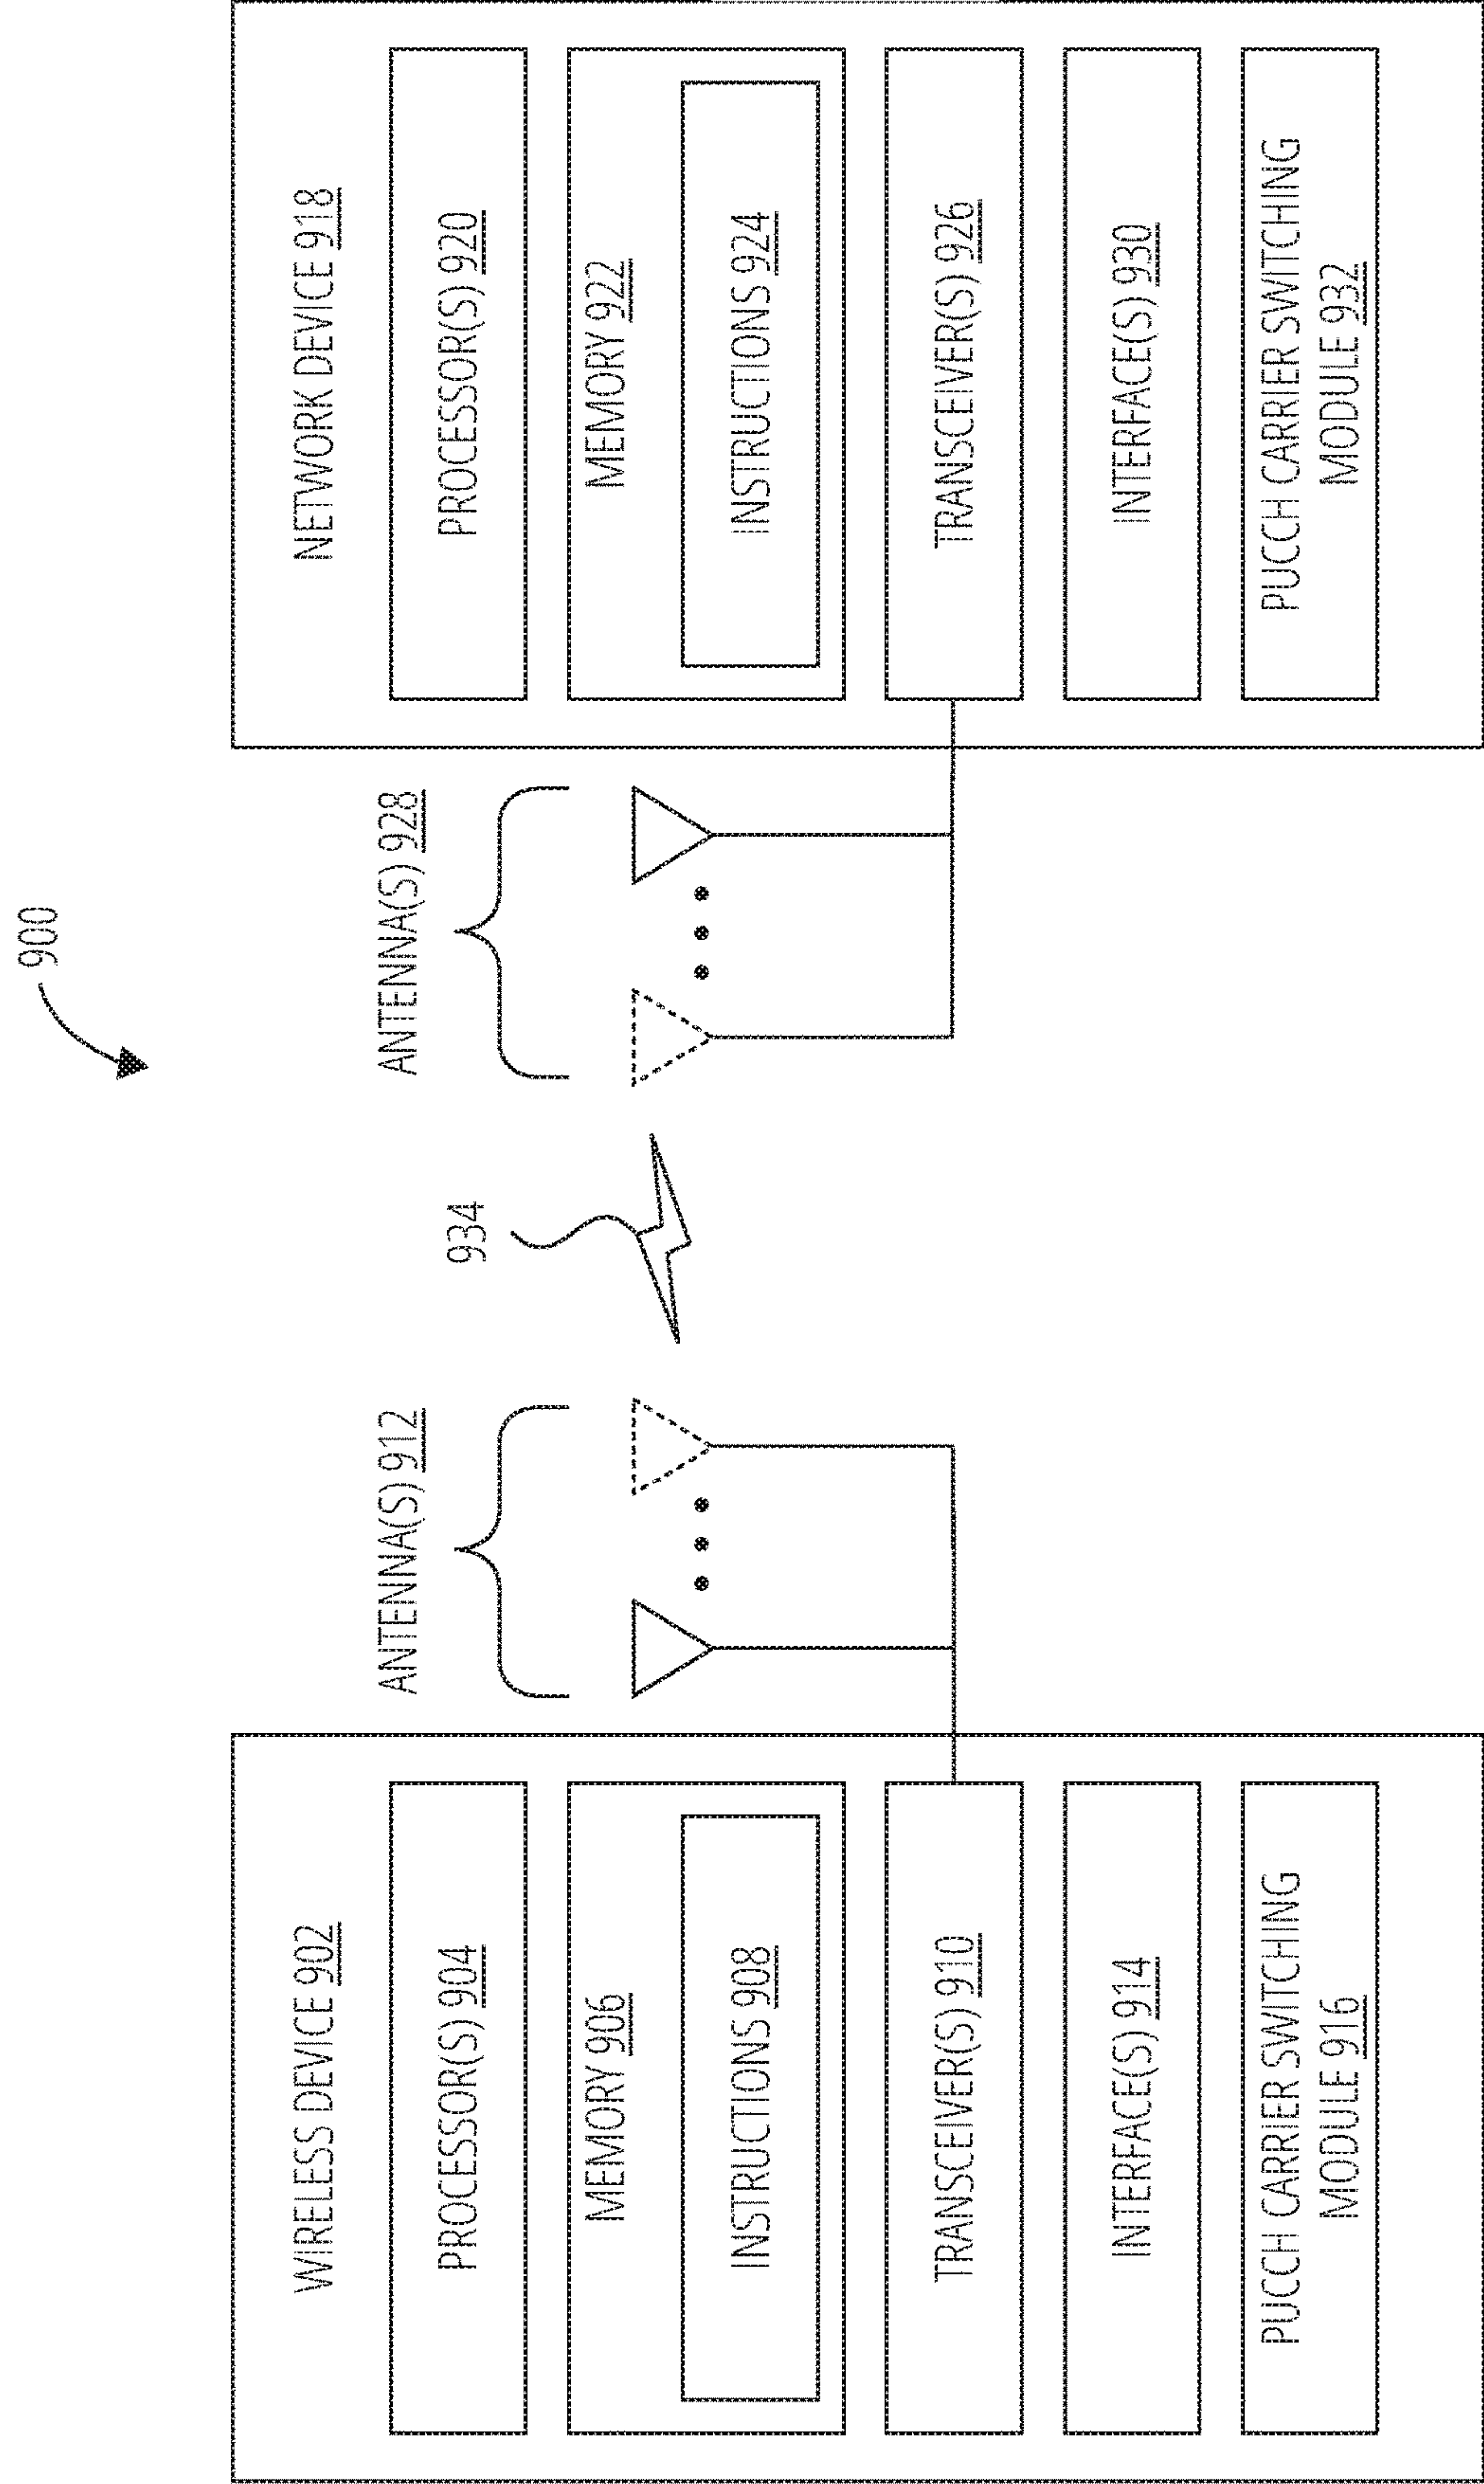 900
WIRELESS DEVICE 902
PROCESSOR(S) 904
MEMORY 906
INSTRUCTIONS 908
TRANSCEIVER(S) 910
INTERFACE(S) 914
PUCCH CARRIER SWITCHING
MODULE 916
ANTENNA(S) 912
934
ANTENNA(S) 928
NETWORK DEVICE 918
PROCESSOR(S) 920
MEMORY 922
INSTRUCTIONS 924
TRANSCEIVER(S) 926
INTERFACE(S) 930
PUCCH CARRIER SWITCHING
MODULE 932